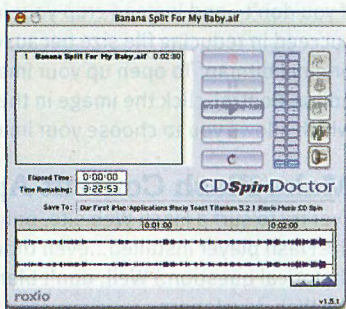 Banana Split For My Baby.aif
1 Banana Split For My Baby.aif 0:02:30
Elapsed Time: 0:00:00
Time Remaining: 3:22:53
CDSpinDoctor
Save To: Our First iMac:Applications:Roxio Toast Titanium 5.2.1:Roxio Music:CD Spin
0:01:00 0:02:00
roxio
v1.5.1